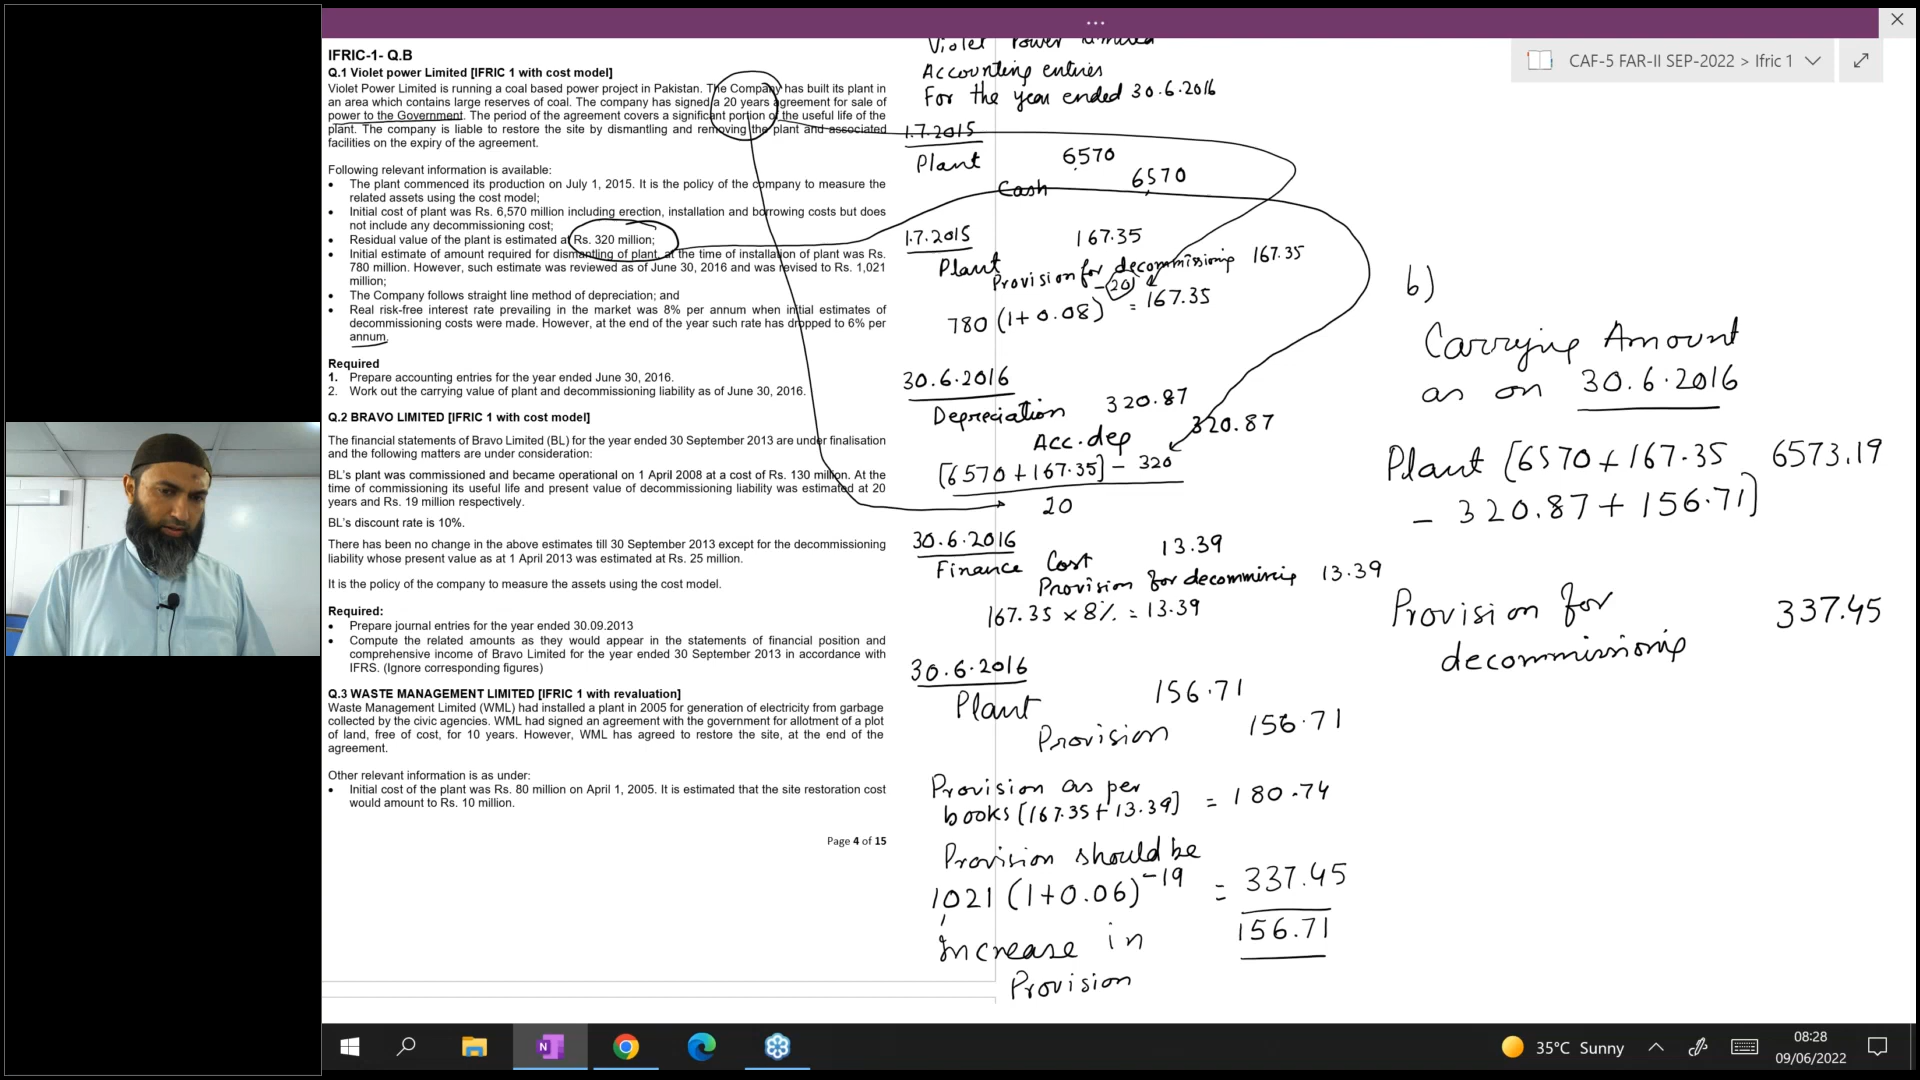 ...
CAF-5 FAR-II SEP-2022 > Ifric 1
IFRIC-1- Q.B
Q.1 Violet power Limited [IFRIC 1 with cost model]
Violet Power Limited is running a coal based power project in Pakistan. The Company has built its plant in
an area which contains large reserves of coal. The company has signed a 20 years agreement for sale of
power to the Government. The period of the agreement covers a significant portion of the useful life of the
plant. The company is liable to restore the site by dismantling and removing the plant and associated
facilities on the expiry of the agreement.
Following relevant information is available:
• The plant commenced its production on July 1, 2015. It is the policy of the company to measure the
related assets using the cost model;
• Initial cost of plant was Rs. 6,570 million including erection, installation and borrowing costs but does
not include any decommissioning cost;
• Residual value of the plant is estimated at Rs. 320 million;
• Initial estimate of amount required for dismantling of plant, at the time of installation of plant was Rs.
780 million. However, such estimate was reviewed as of June 30, 2016 and was revised to Rs. 1,021
million;
• The Company follows straight line method of depreciation; and
• Real risk-free interest rate prevailing in the market was 8% per annum when initial estimates of
decommissioning costs were made. However, at the end of the year such rate has dropped to 6% per
annum.
Required
1. Prepare accounting entries for the year ended June 30, 2016.
2. Work out the carrying value of plant and decommissioning liability as of June 30, 2016.
Q.2 BRAVO LIMITED [IFRIC 1 with cost model]
The financial statements of Bravo Limited (BL) for the year ended 30 September 2013 are under finalisation
and the following matters are under consideration:
BL's plant was commissioned and became operational on 1 April 2008 at a cost of Rs. 130 million. At the
time of commissioning its useful life and present value of decommissioning liability was estimated at 20
years and Rs. 19 million respectively.
BL's discount rate is 10%.
There has been no change in the above estimates till 30 September 2013 except for the decommissioning
liability whose present value as at 1 April 2013 was estimated at Rs. 25 million.
It is the policy of the company to measure the assets using the cost model.
Required:
• Prepare journal entries for the year ended 30.09.2013
• Compute the related amounts as they would appear in the statements of financial position and
comprehensive income of Bravo Limited for the year ended 30 September 2013 in accordance with
IFRS. (Ignore corresponding figures)
Q.3 WASTE MANAGEMENT LIMITED [IFRIC 1 with revaluation]
Waste Management Limited (WML) had installed a plant in 2005 for generation of electricity from garbage
collected by the civic agencies. WML had signed an agreement with the government for allotment of a plot
of land, free of cost, for 10 years. However, WML has agreed to restore the site, at the end of the
agreement.
Other relevant information is as under:
• Initial cost of the plant was Rs. 80 million on April 1, 2005. It is estimated that the site restoration cost
would amount to Rs. 10 million.
Page 4 of 15
Violet Power Limited
Accounting entries
For the year ended 30.6.2016
1.7.2015
Plant 6570
Cash 6570
1.7.2015
Plant 167.35
Provision for decommissioning 167.35
780 (1+0.08) -20 = 167.35
30.6.2016
Depreciation 320.87
Acc. dep 320.87
[6570 + 167.35] - 320
20
30.6.2016
Finance Cost 13.39
Provision for decommissing 13.39
167.35 × 8% = 13.39
30.6.2016
Plant 156.71
Provision 156.71
Provision as per
books [167.35 + 13.39] = 180.74
Provision should be
1021 (1+0.06) -19 = 337.45
156.71
Increase in
Provision
b)
Carrying Amount
as on 30.6.2016
Plant [6570 + 167.35 6573.19
- 320.87 + 156.71]
Provision for 337.45
decommissioning
35°C Sunny
08:28
09/06/2022